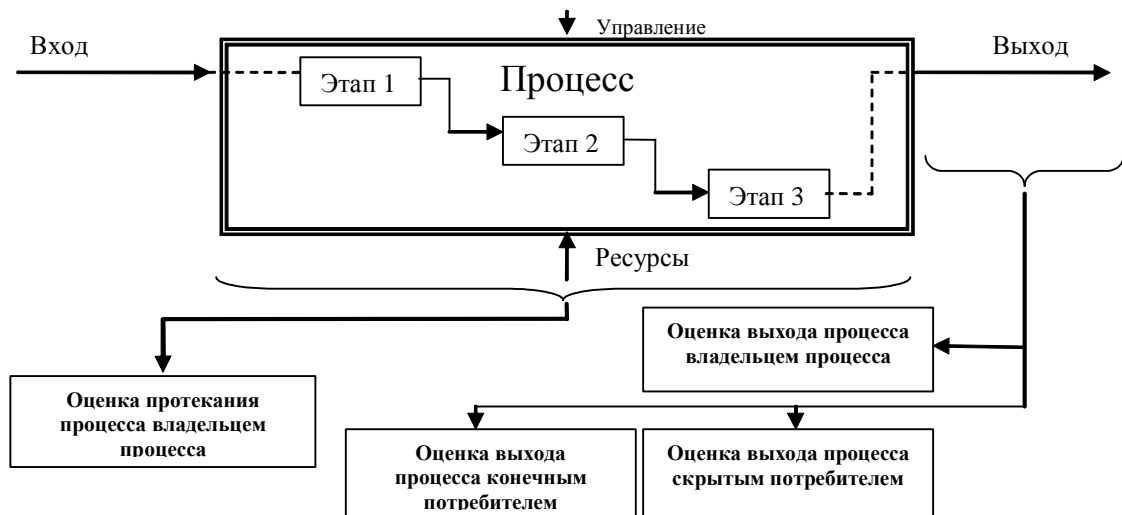 Управление
Вход
Выход
Процесс
Этап 1
Этап 2
Этап 3
Ресурсы
Оценка выхода процесса
владельцем процесса
Оценка протекания
процесса владельцем
процесса
Оценка выхода
процесса конечным
потребителем
Оценка выхода процесса
скрытым потребителем